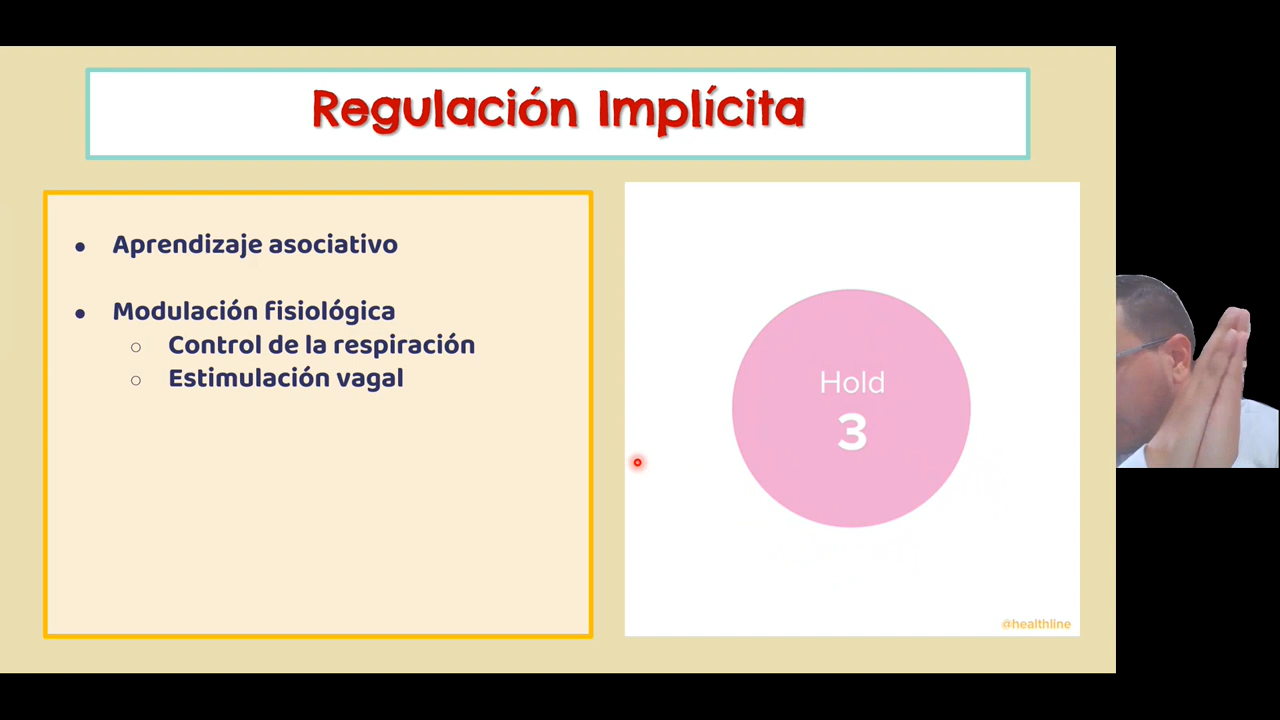 Regulación Implícita
● Aprendizaje asociativo
● Modulación fisiológica
○ Control de la respiración
○ Estimulación vagal
Hold
3
@healthline